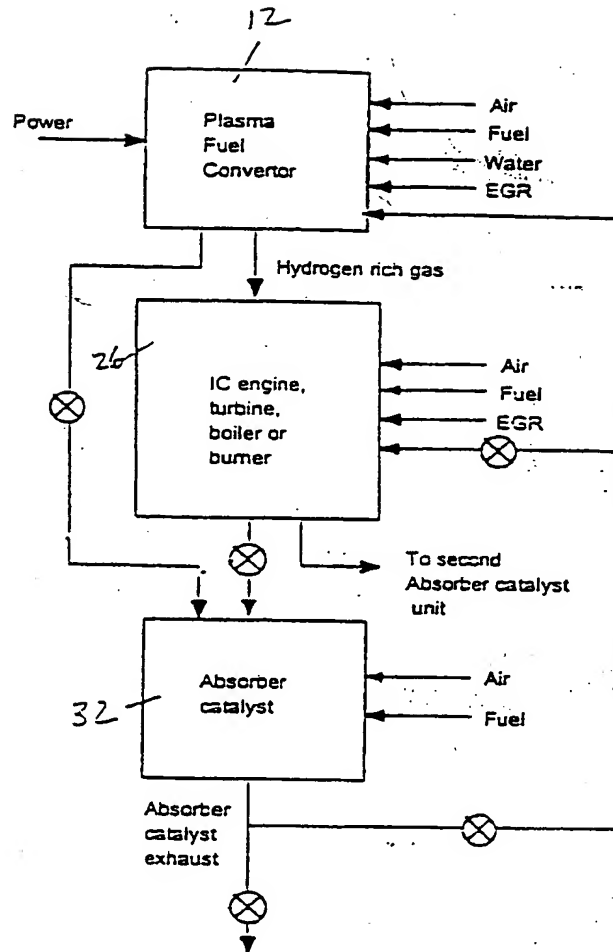 12
Power
Plasma
Fuel
Convertor
Air
Fuel
Water
EGR
Hydrogen rich gas
26
IC engine,
turbine,
boiler or
burner
Air
Fuel
EGR
To second
Absorber catalyst
unit
32
Absorber
catalyst
Air
Fuel
Absorber
catalyst
exhaust